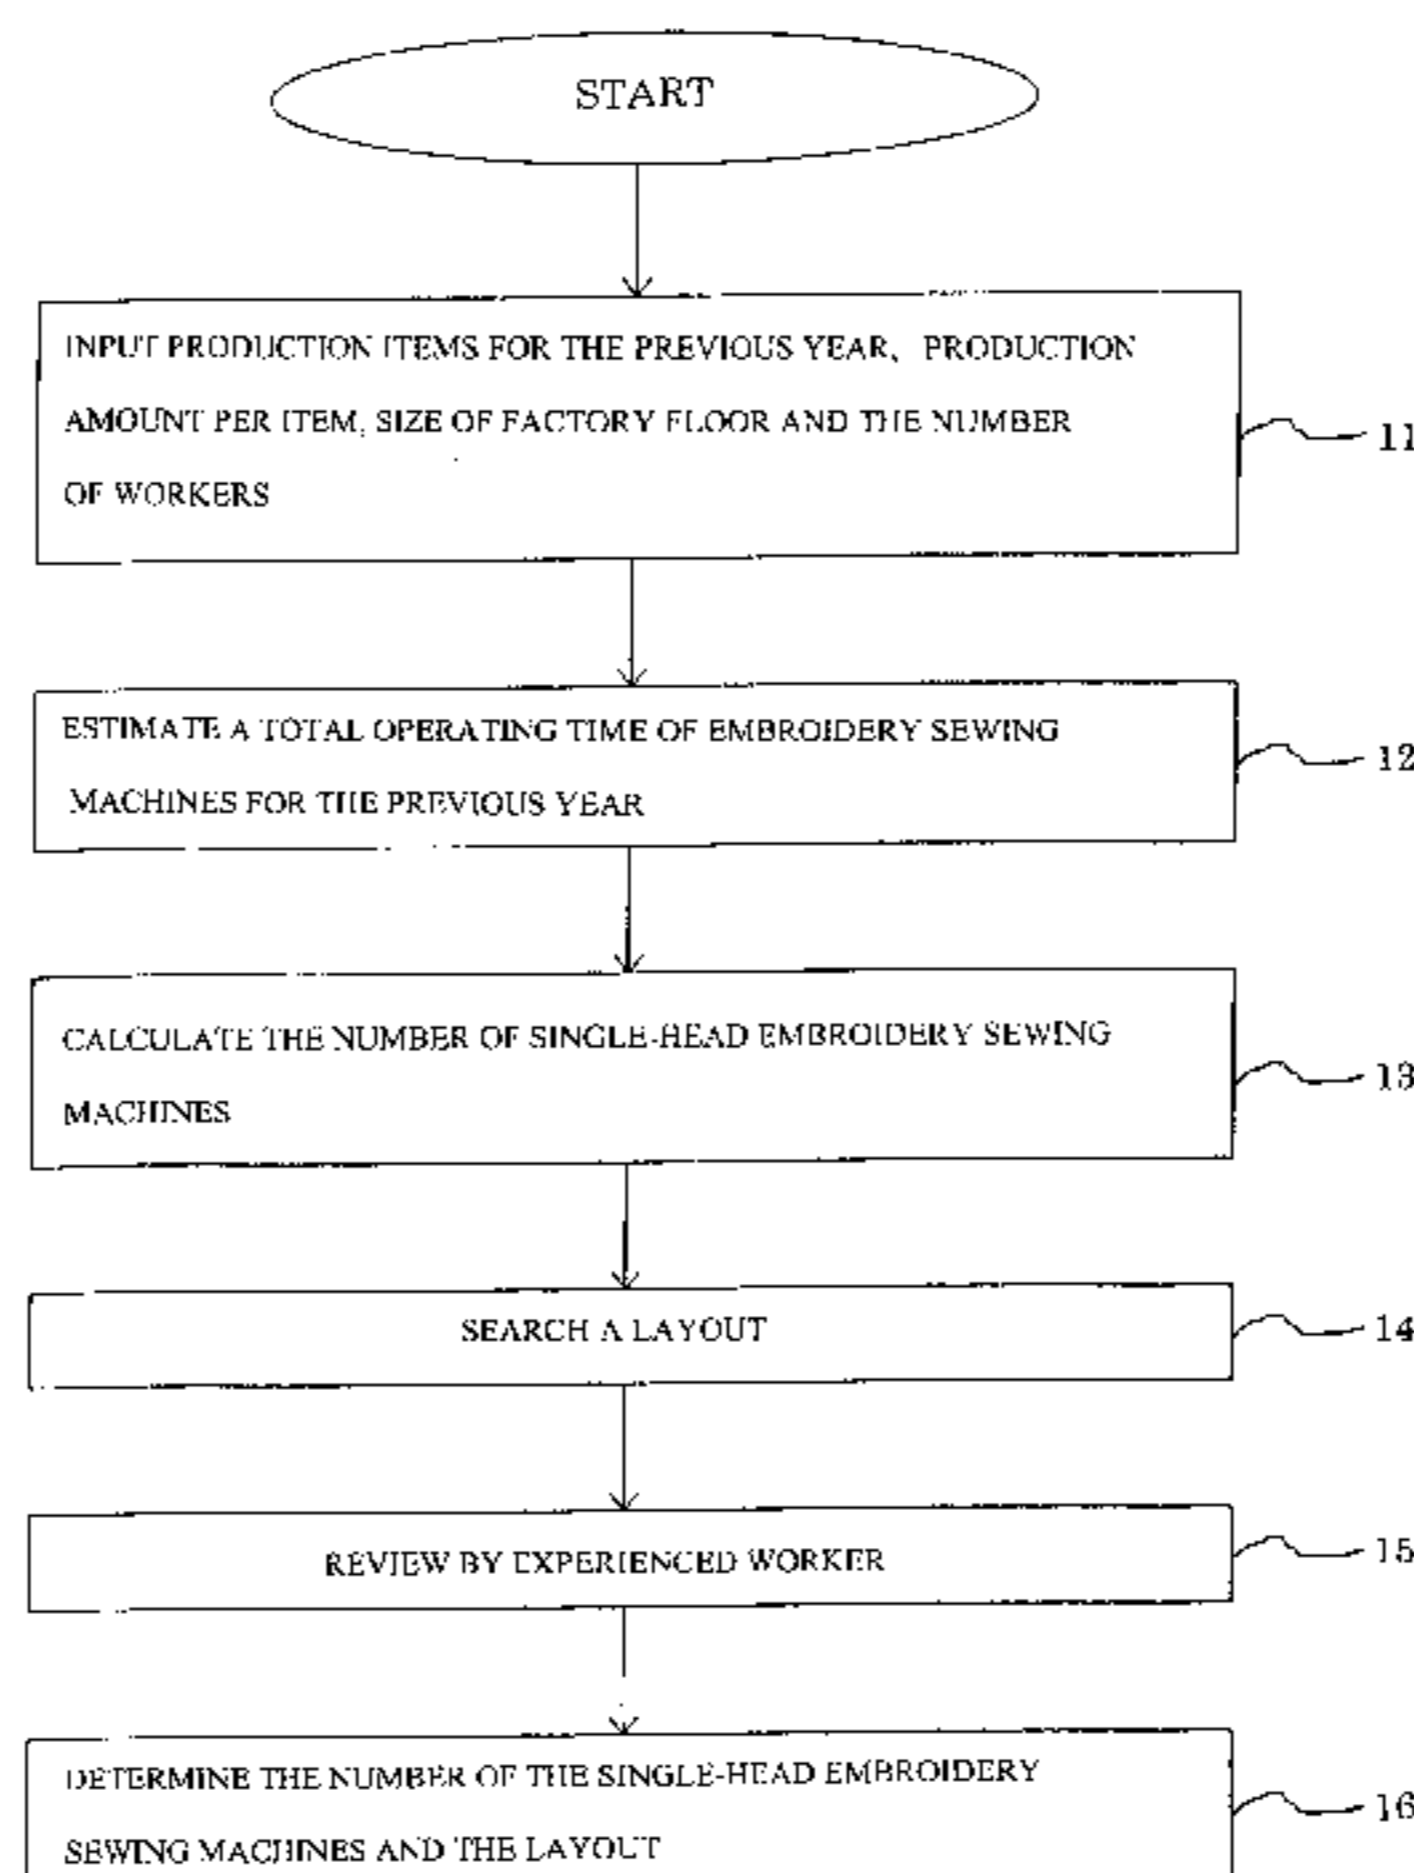 START
INPUT PRODUCTION ITEMS FOR THE PREVIOUS YEAR, PRODUCTION
AMOUNT PER ITEM, SIZE OF FACTORY FLOOR AND THE NUMBER
OF WORKERS
11
ESTIMATE A TOTAL OPERATING TIME OF EMBROIDERY SEWING
MACHINES FOR THE PREVIOUS YEAR
12
CALCULATE THE NUMBER OF SINGLE-HEAD EMBROIDERY SEWING
MACHINES
13
SEARCH A LAYOUT
14
REVIEW BY EXPERIENCED WORKER
15
DETERMINE THE NUMBER OF THE SINGLE-HEAD EMBROIDERY
SEWING MACHINES AND THE LAYOUT
16